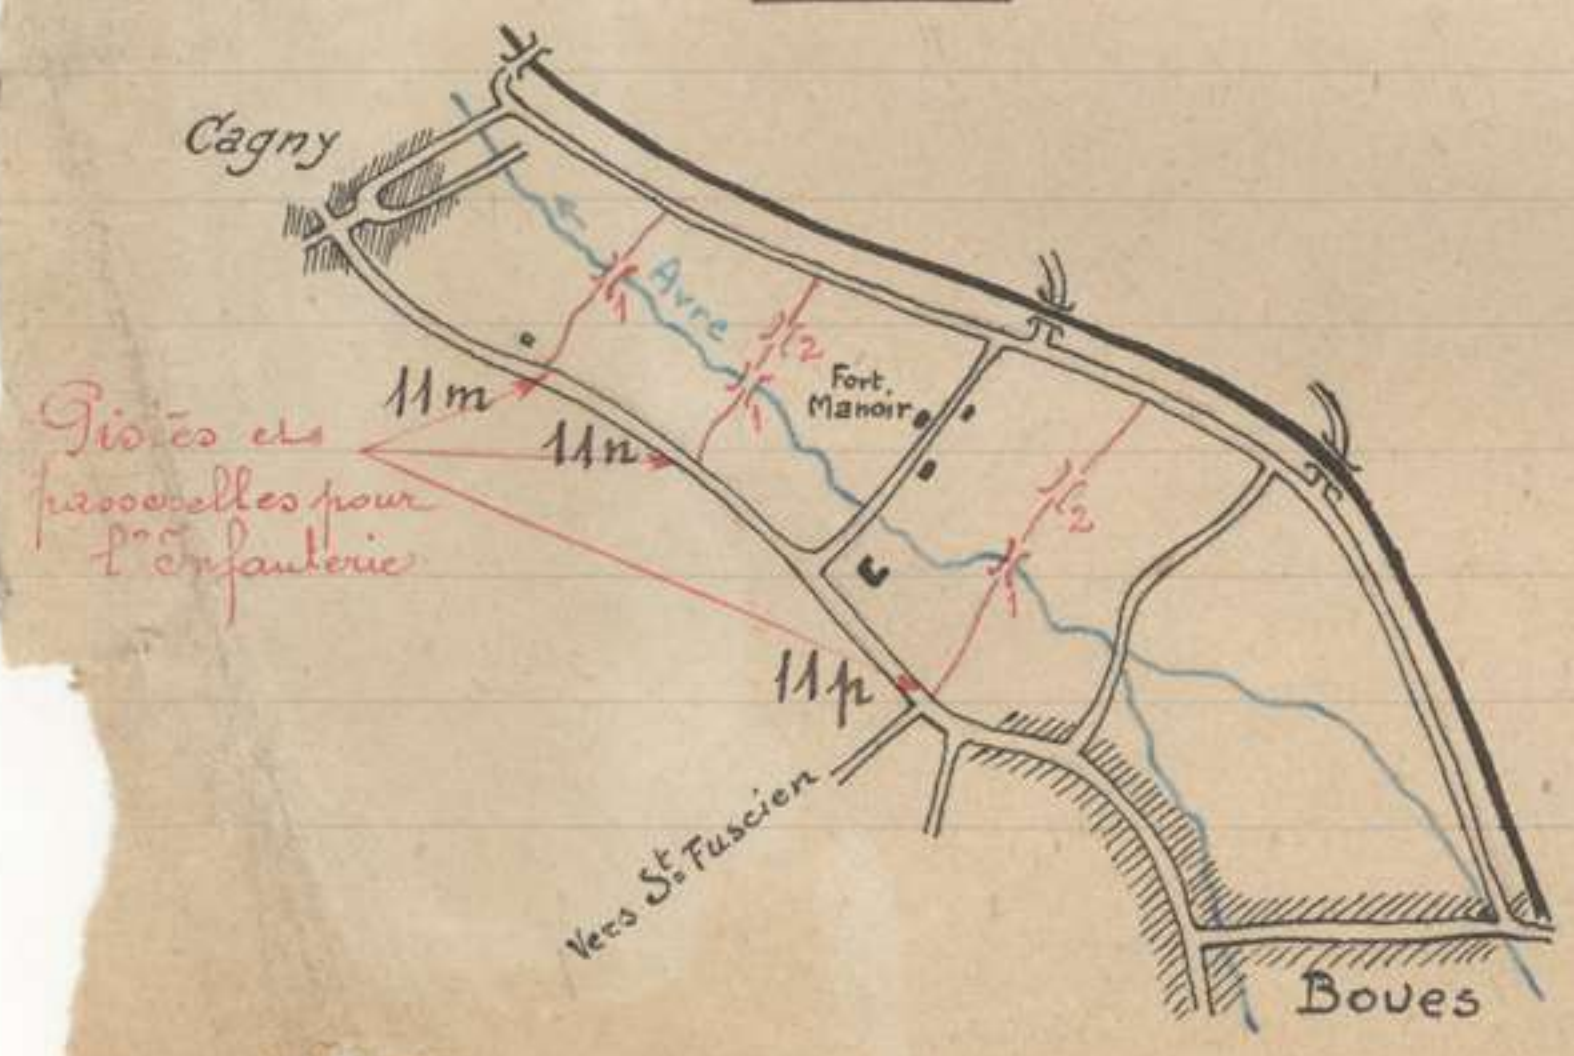 Cagny
Avre
1
2
1
Fort.
Manoir
11m
11n
Pistes et
passerelles pour
l'Infanterie
2
1
11p
Vers St. Fuscien
Boves